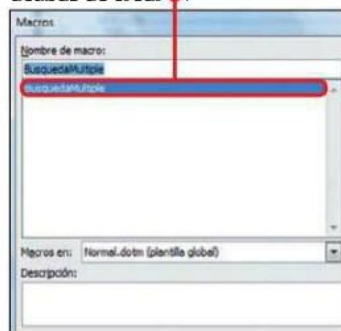 Macros
Nombre de macro:
BusquedaMultiple
BusquedaMultiple
Macros en: Normal.dotm (plantilla global)
Descripción: